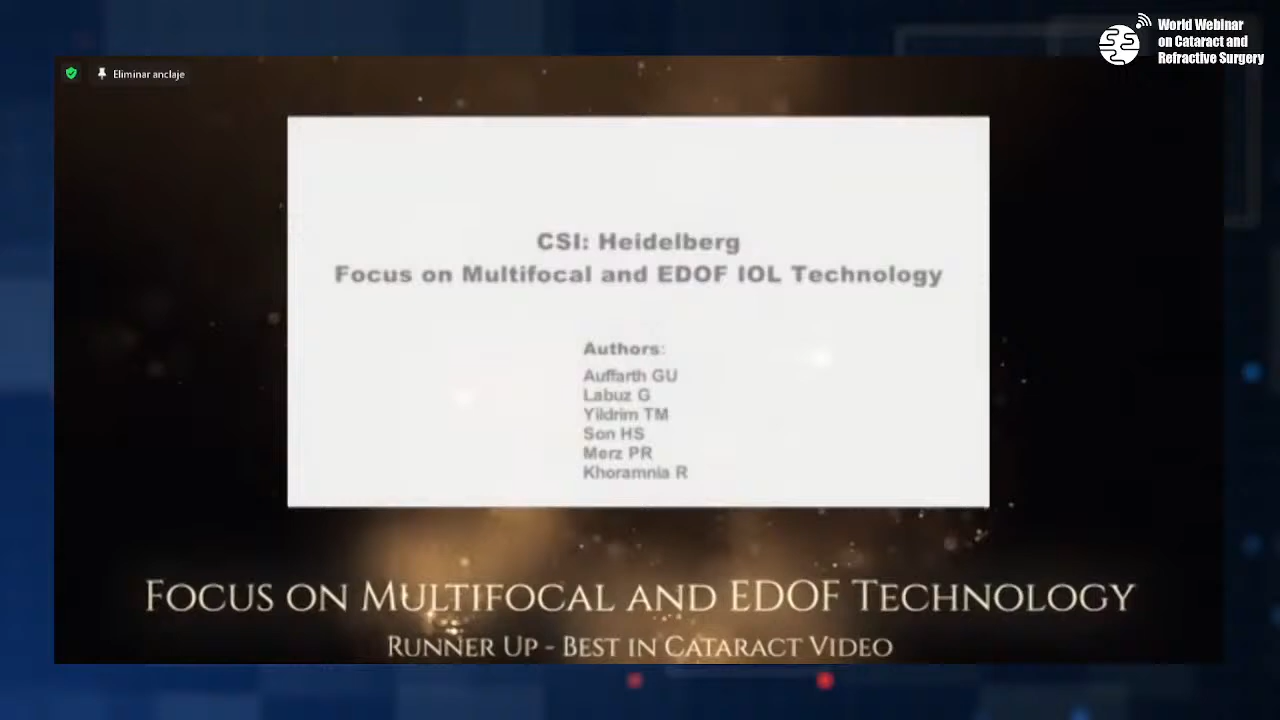 World Webinar
on Cataract and
Refractive Surgery
Eliminar anclaje
CSI: Heidelberg
Focus on Multifocal and EDOF IOL Technology
Authors:
Auffarth GU
Labuz G
Yildrim TM
Son HS
Merz PR
Khoramnia R
FOCUS ON MULTIFOCAL AND EDOF TECHNOLOGY
RUNNER UP - BEST IN CATARACT VIDEO